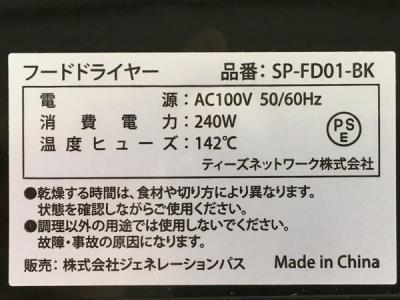 フードドライヤー 品番：SP-FD01-BK
電源：AC100V 50/60Hz
消費電力：240W
温度ヒューズ：142℃
PSE
ティーズネットワーク株式会社
●乾燥する時間は、食材や切り方により異なります。
状態を確認しながらご使用ください。
●調理以外の用途では使用しないでください。
故障・事故の原因になります。
販売：株式会社ジェネレーションパス Made in China